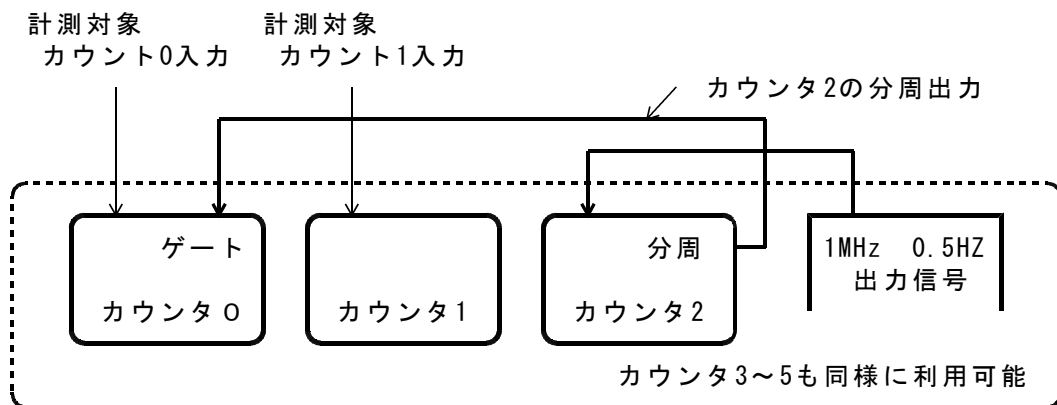 計測対象
カウント0入力
計測対象
カウント1入力
カウンタ2の分周出力
ゲート
カウンタ０
カウンタ1
分周
カウンタ2
1MHz 0.5HZ
出力信号
カウンタ3～5も同様に利用可能